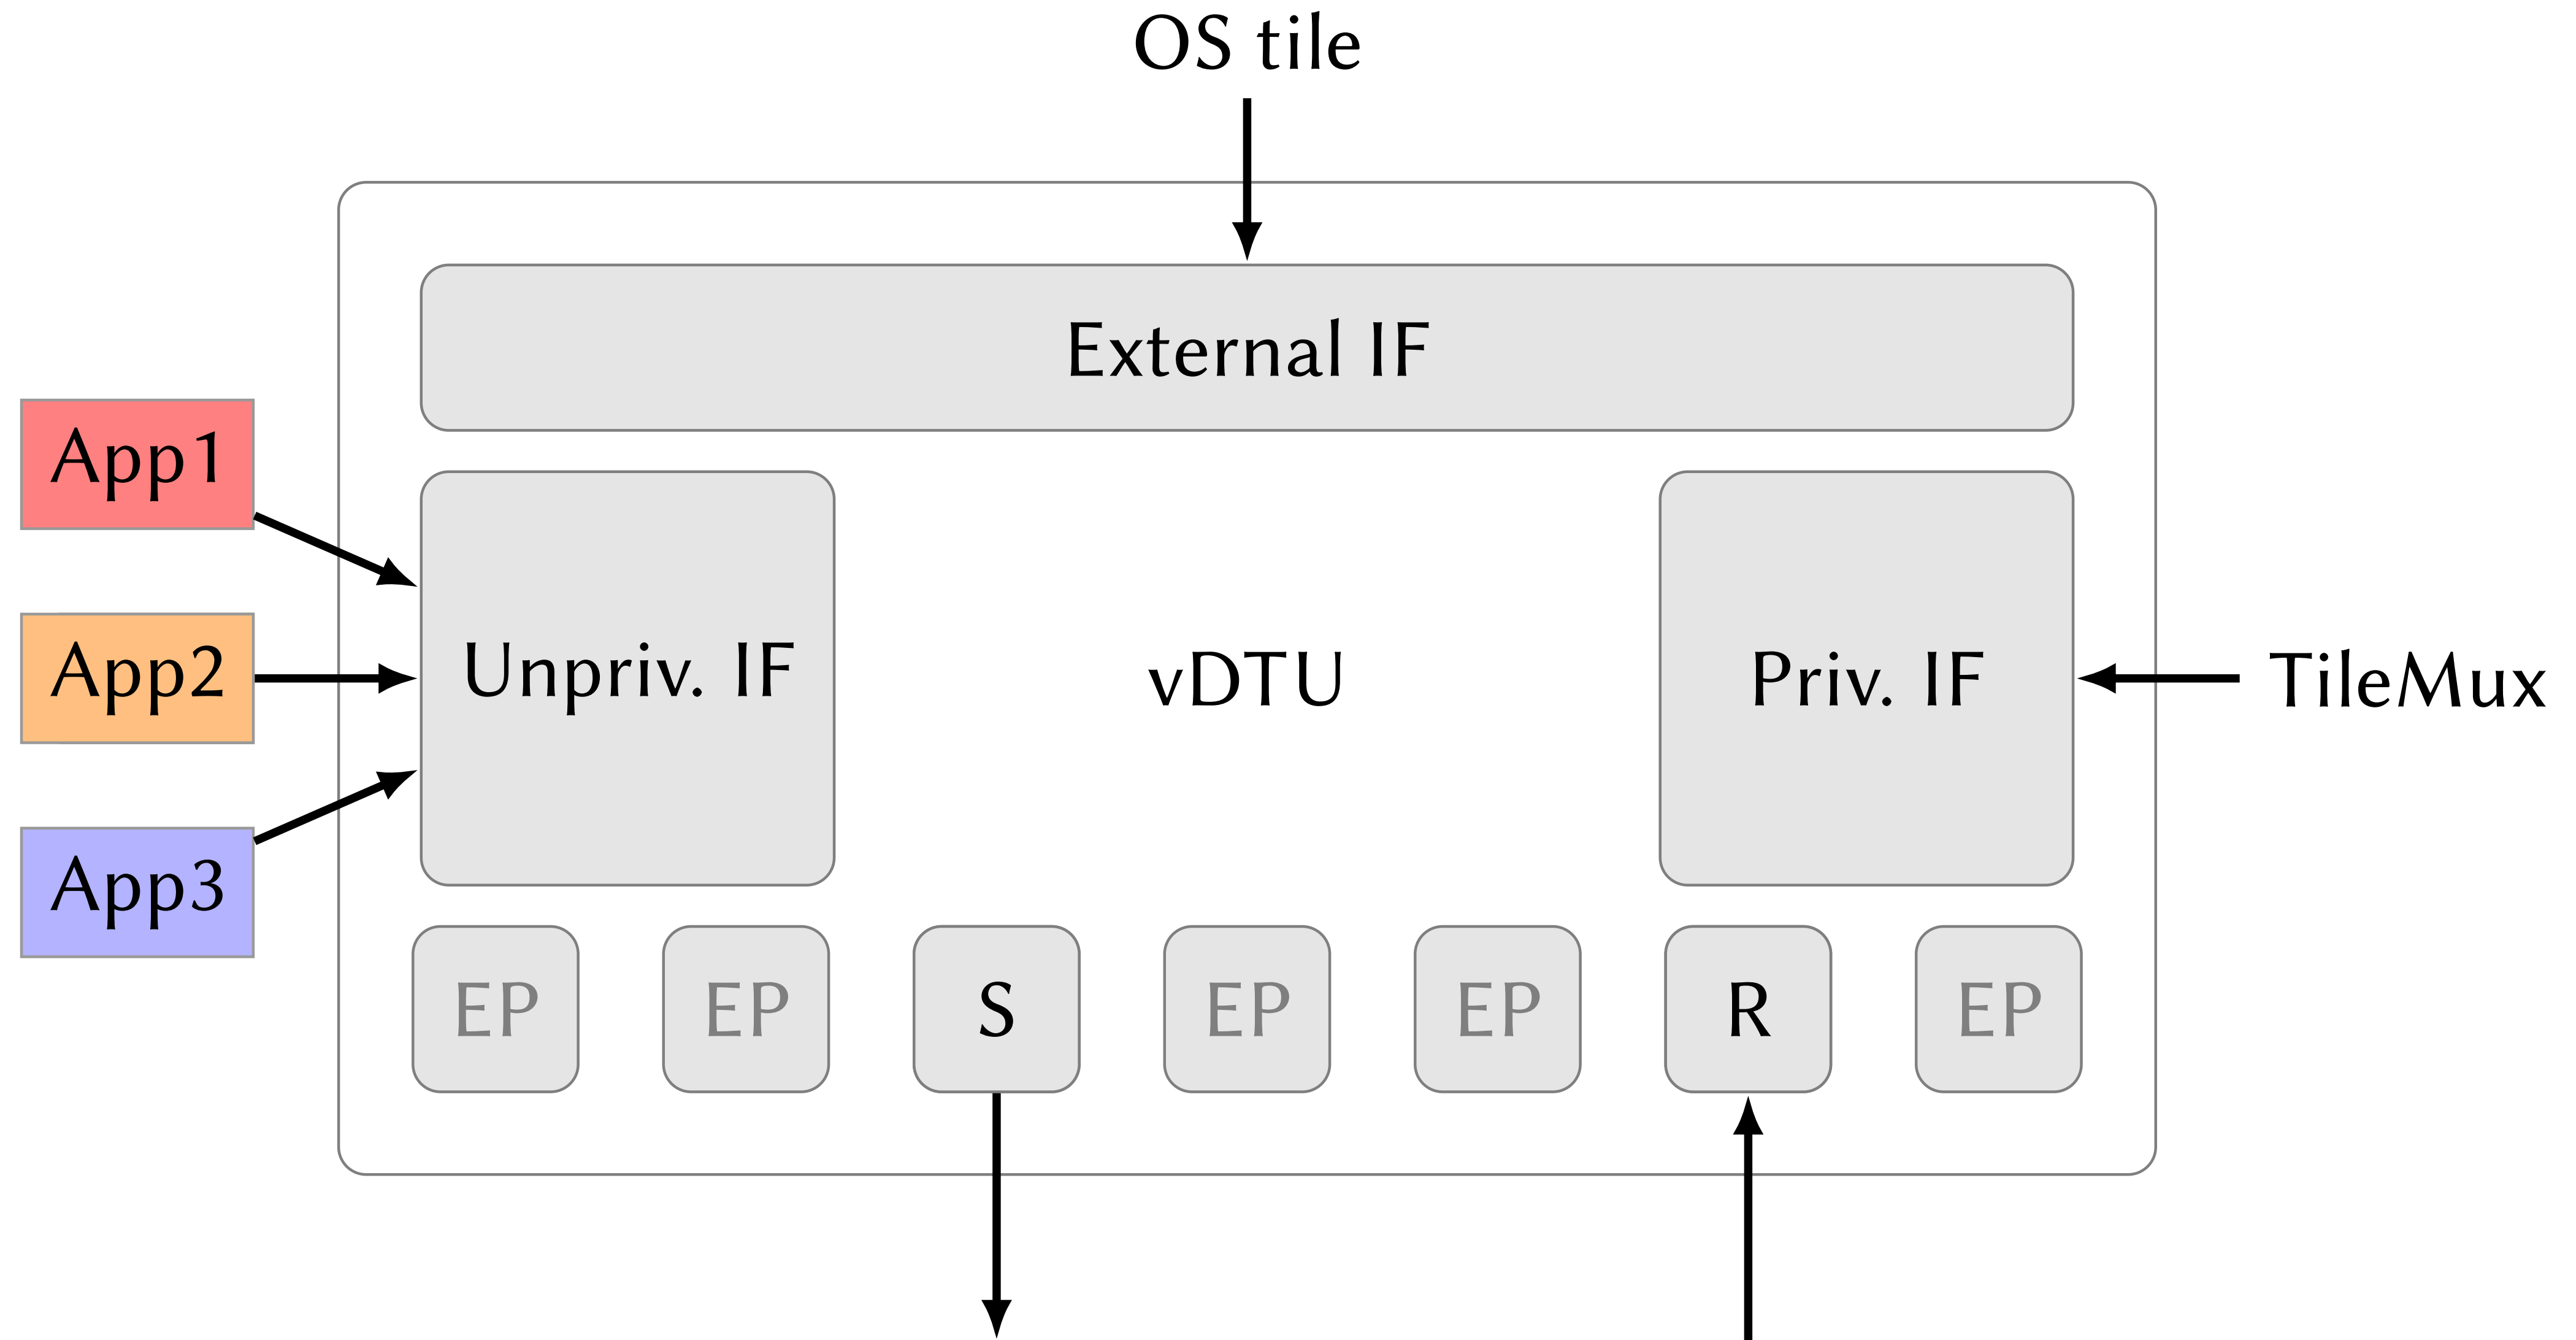 OS tile
External IF
App1
App2
App3
Unpriv. IF
vDTU
Priv. IF
TileMux
EP
EP
S
EP
EP
R
EP